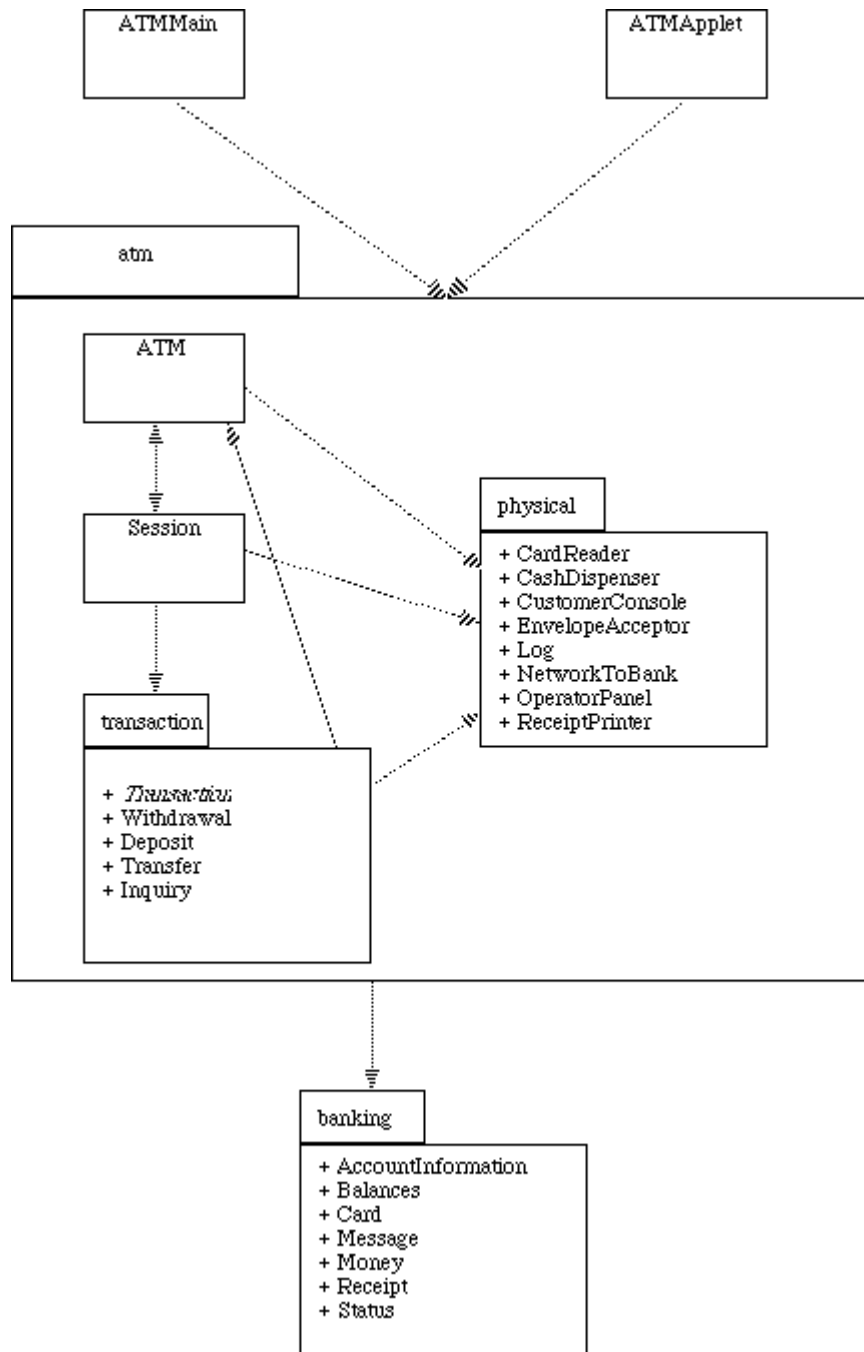 ATMMain
ATMApplet
atm
ATM
Session
physical
+ CardReader
+ CashDispenser
+ CustomerConsole
+ EnvelopeAcceptor
+ Log
+ NetworkToBank
+ OperatorPanel
+ ReceiptPrinter
transaction
+ Transaction
+ Withdrawal
+ Deposit
+ Transfer
+ Inquiry
banking
+ AccountInformation
+ Balances
+ Card
+ Message
+ Money
+ Receipt
+ Status